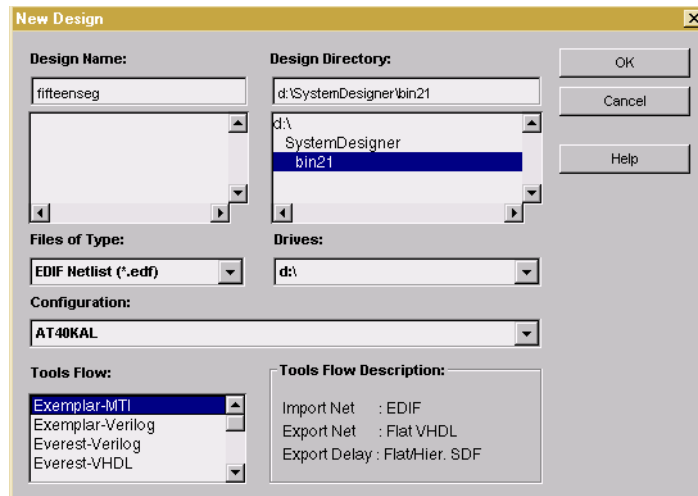 New Design
Design Name:
Design Directory:
OK
fifteenseg
d:\SystemDesigner\bin21
Cancel
d:\
SystemDesigner
bin21
Help
Files of Type:
Drives:
EDIF Netlist (*.edf)
d:\
Configuration:
AT40KAL
Tools Flow:
Tools Flow Description:
Exemplar-MTI
Exemplar-Verilog
Everest-Verilog
Everest-VHDL
Import Net : EDIF
Export Net : Flat VHDL
Export Delay : Flat/Hier. SDF